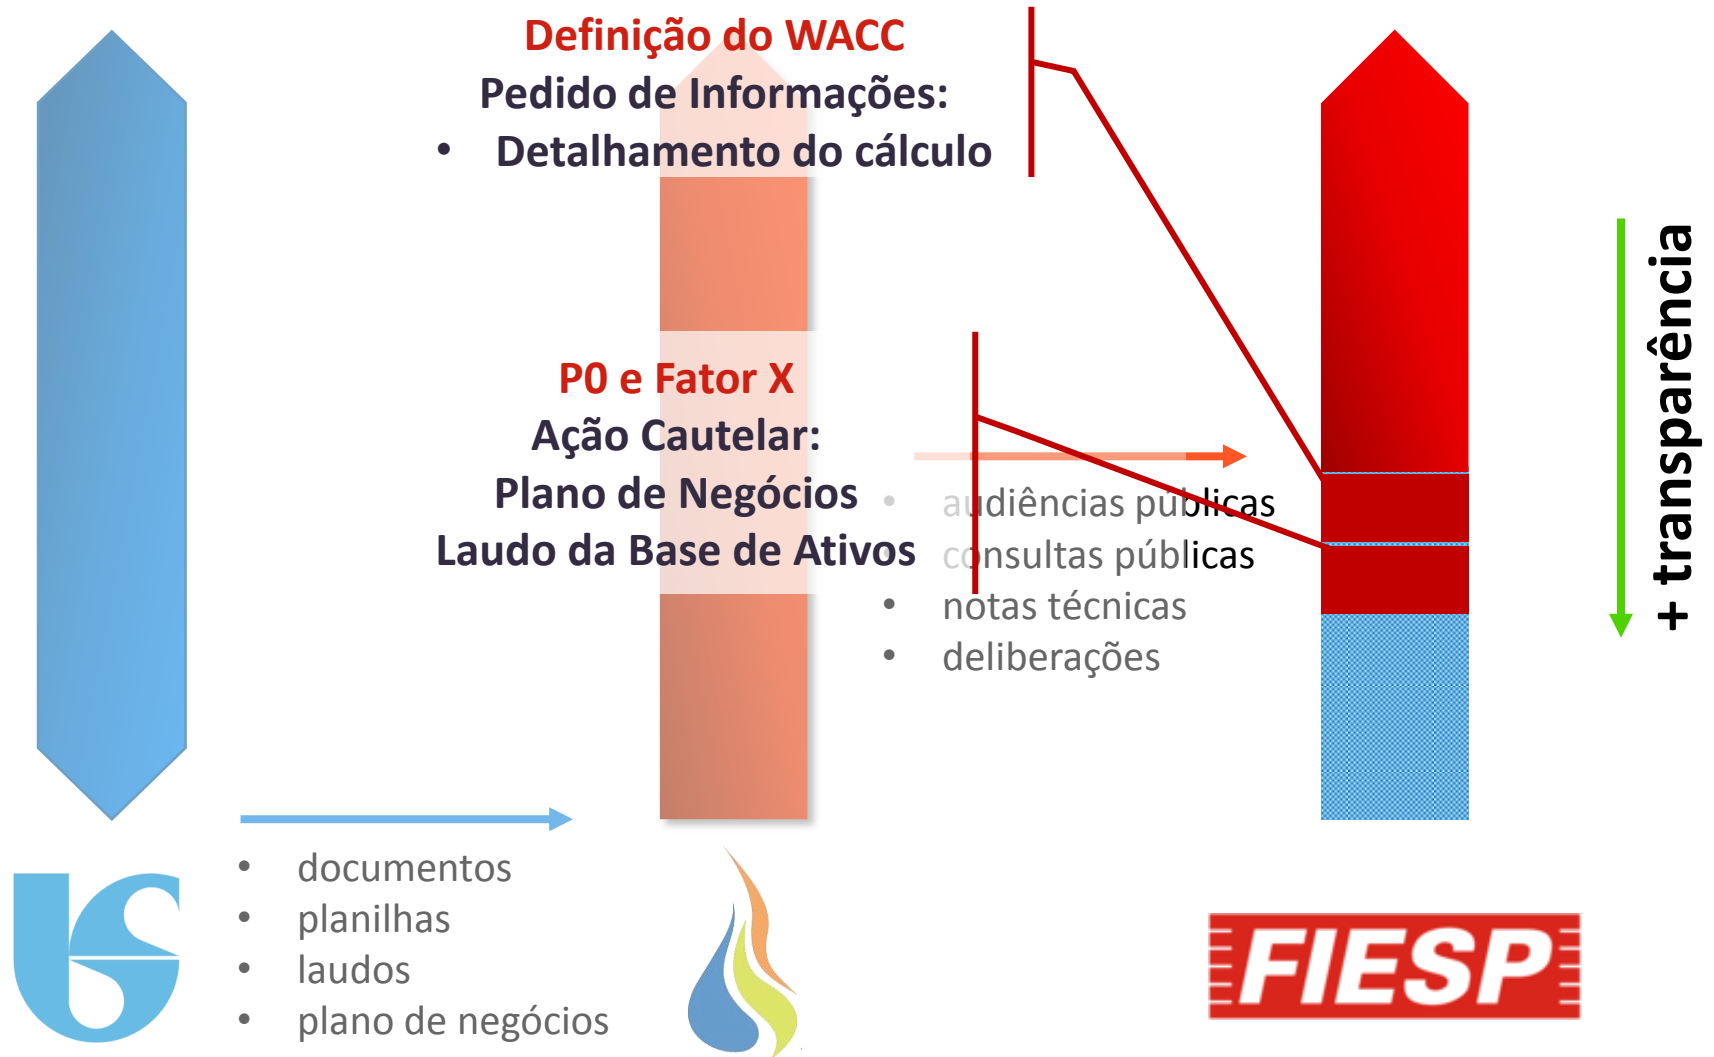 Definição do WACC
Pedido de Informações:
• Detalhamento do cálculo
P0 e Fator X
Ação Cautelar:
Plano de Negócios
Laudo da Base de Ativos
• audiências públicas
• consultas públicas
• notas técnicas
• deliberações
+ transparência
• documentos
• planilhas
• laudos
• plano de negócios
FIESP